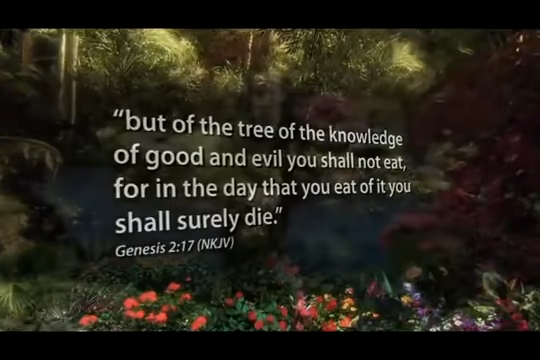 “but of the tree of the knowledge
of good and evil you shall not eat,
for in the day that you eat of it you
shall surely die.”
Genesis 2:17 (NKJV)